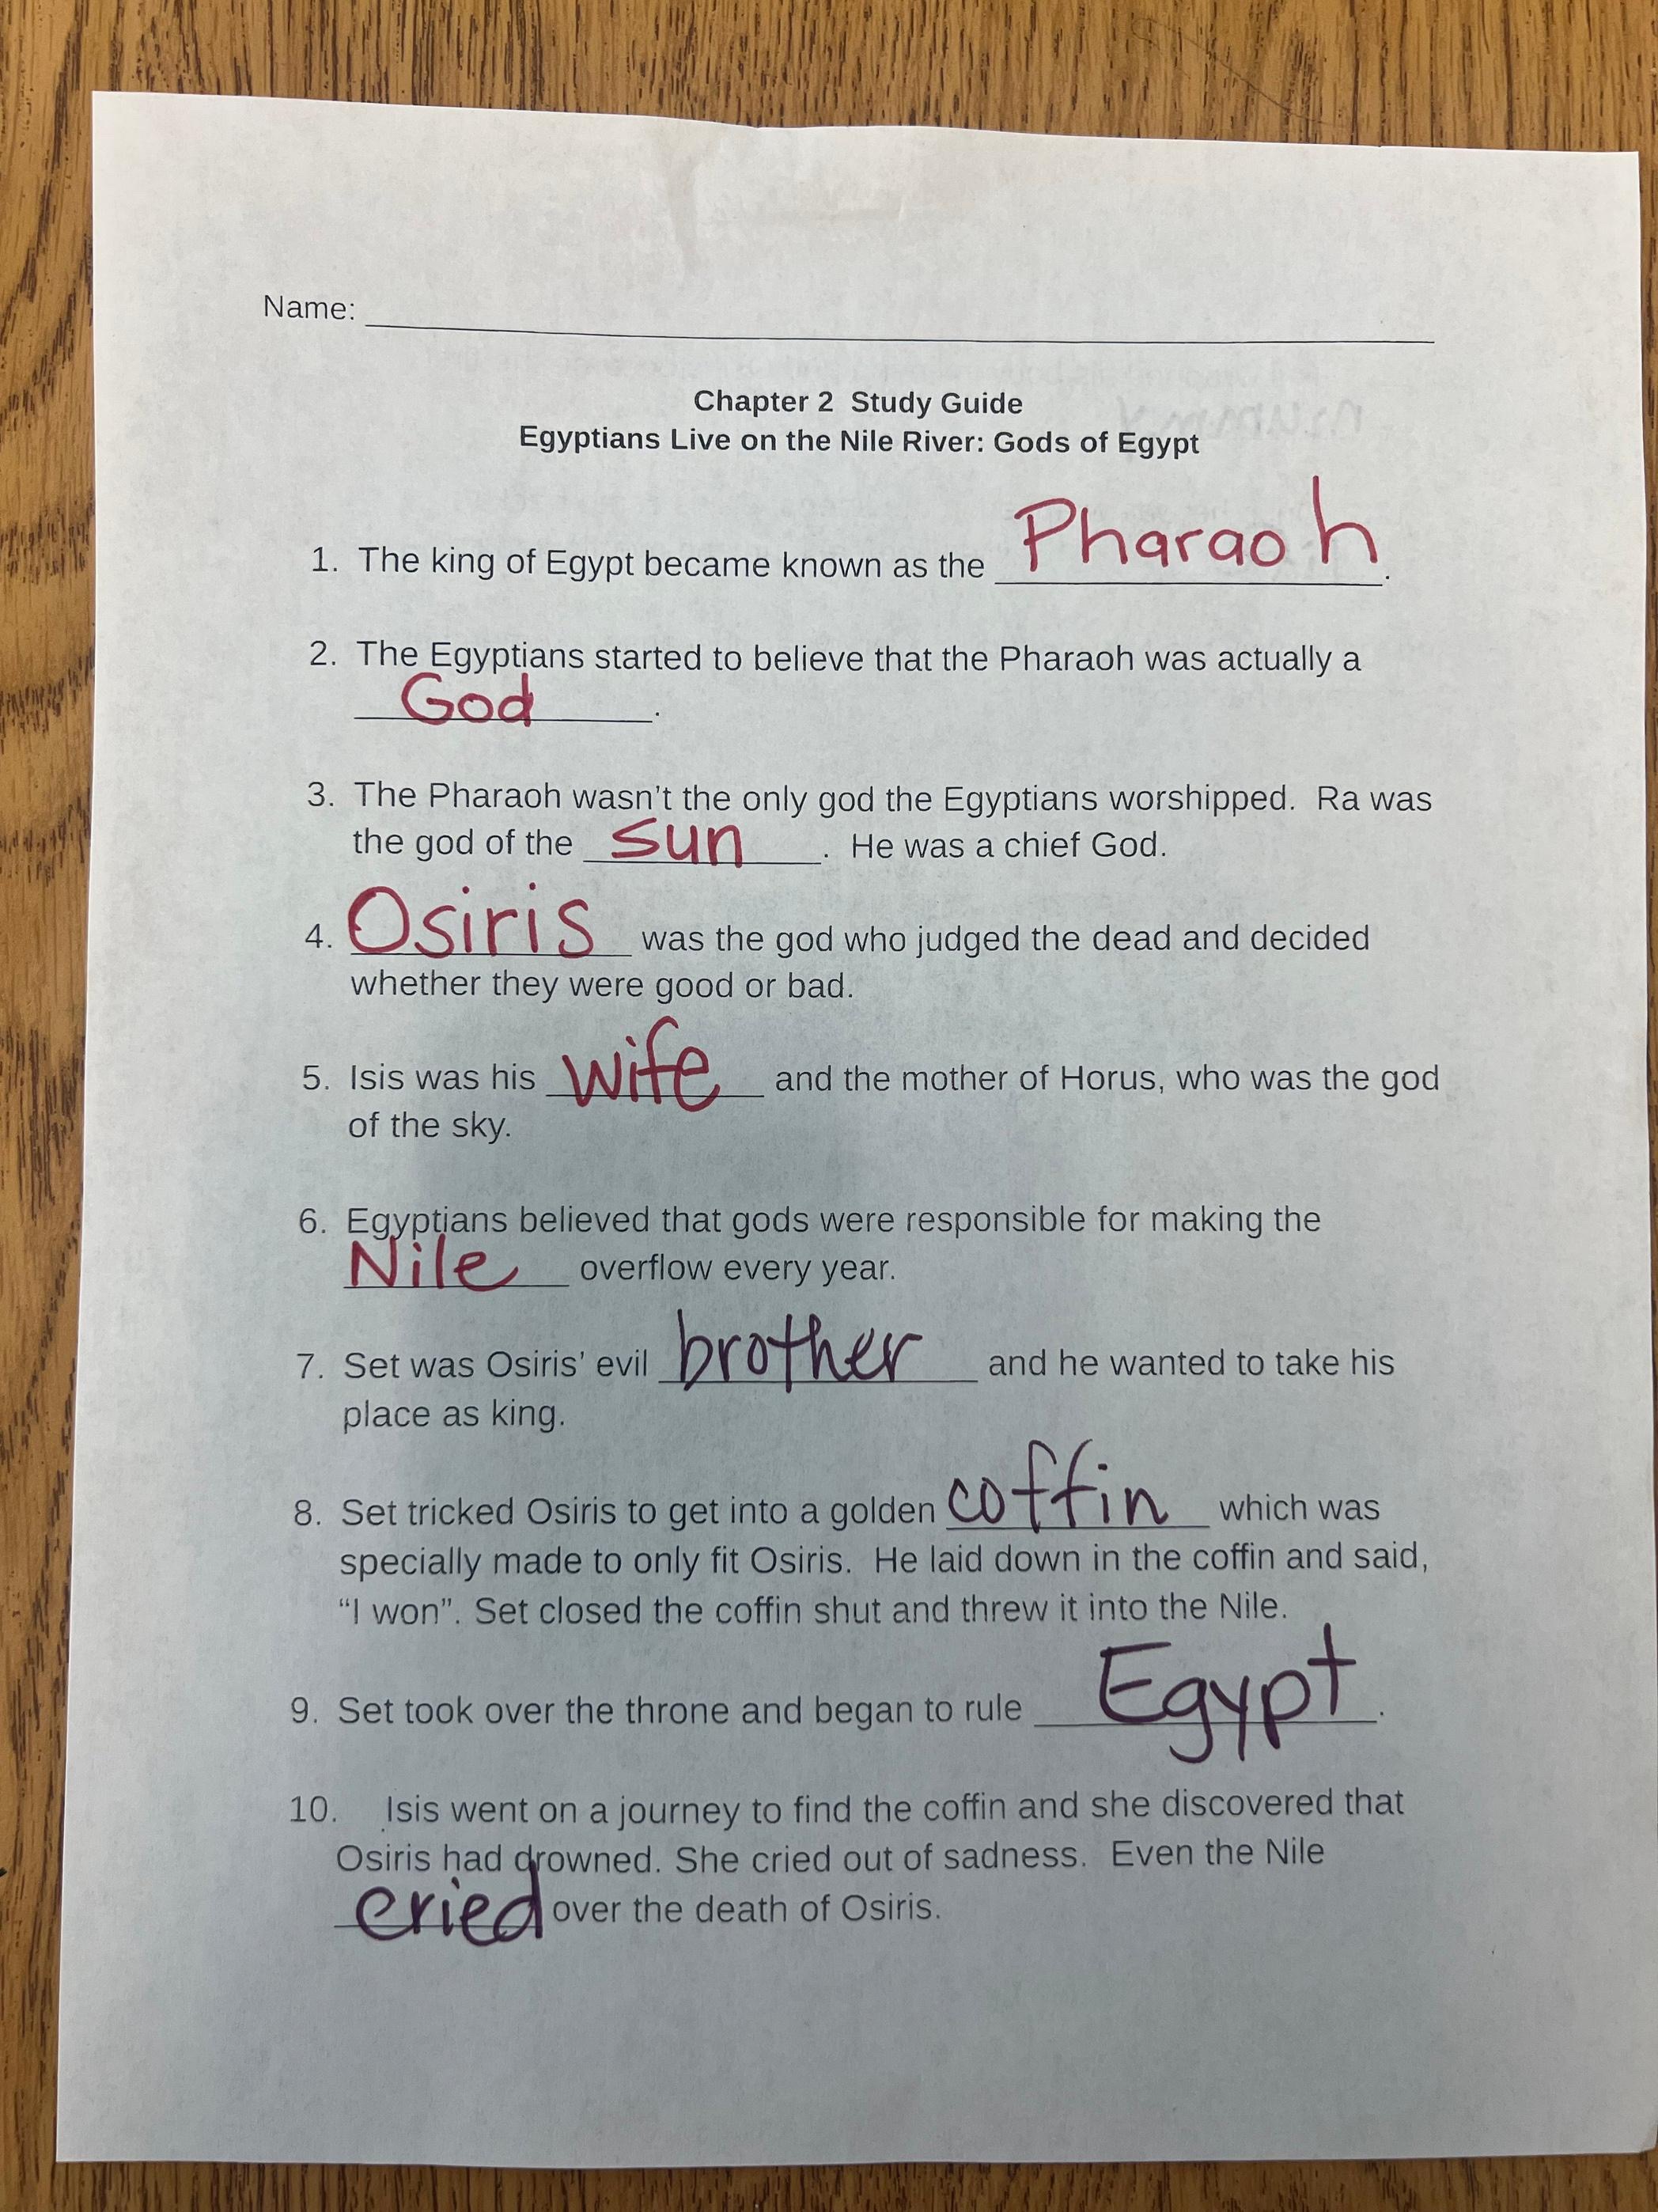 Name:
Chapter 2  Study Guide
Egyptians Live on the Nile River: Gods of Egypt
1. The king of Egypt became known as the Pharaoh.
2. The Egyptians started to believe that the Pharaoh was actually a
God.
3. The Pharaoh wasn't the only god the Egyptians worshipped.  Ra was
the god of the sun.  He was a chief God.
4. Osiris was the god who judged the dead and decided
whether they were good or bad.
5. Isis was his wife and the mother of Horus, who was the god
of the sky.
6. Egyptians believed that gods were responsible for making the
Nile overflow every year.
7. Set was Osiris' evil brother and he wanted to take his
place as king.
8. Set tricked Osiris to get into a golden coffin which was
specially made to only fit Osiris.  He laid down in the coffin and said,
“I won”. Set closed the coffin shut and threw it into the Nile.
9. Set took over the throne and began to rule Egypt.
10. Isis went on a journey to find the coffin and she discovered that
Osiris had drowned. She cried out of sadness.  Even the Nile
cried over the death of Osiris.